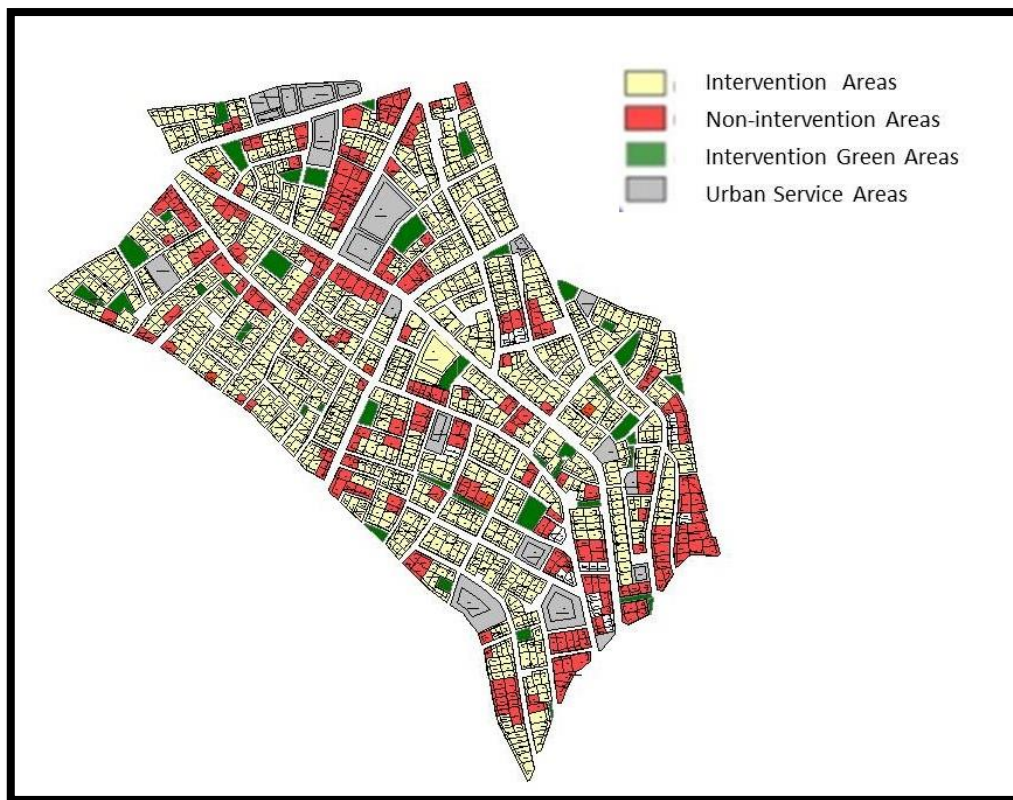 Intervention Areas
Non-intervention Areas
Intervention Green Areas
Urban Service Areas